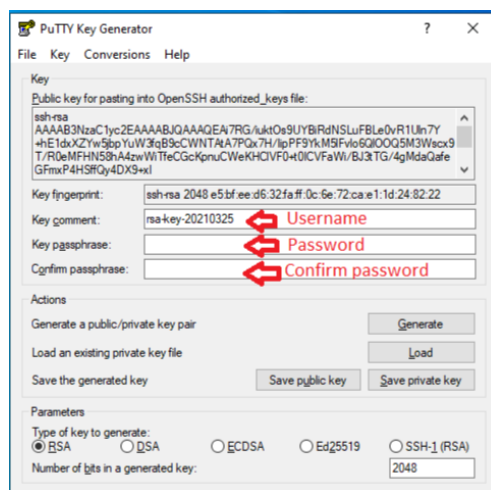 PuTTY Key Generator
File Key Conversions Help
Key
Public key for pasting into OpenSSH authorized_keys file:
ssh-rsa
AAAAB3NzaC1yc2EAAAABJQAAAQEAi7RG/iuktOs9UYBiRdNSLuFBLe0vR1Uln7Y
+hE1dxXZYw5jbpYuW3fqB9cCWNTAtA7PQx7H/lipPF9YkM5lFvlo6QIOOQ5M3Wscx9
T/R0eMFHN58hA4zwWiTfeCGcKpnuCWeKHClVF0+t0ICVFaWi/BJ3tTG/4gMdaQafe
GFmxP4HSffQy4DX9+xl
Key fingerprint: ssh-rsa 2048 e5:bf:ee:d6:32:fa:ff:0c:6e:72:ca:e1:1d:24:82:22
Key comment: rsa-key-20210325 Username
Key passphrase: Password
Confirm passphrase: Confirm password
Actions
Generate a public/private key pair Generate
Load an existing private key file Load
Save the generated key Save public key Save private key
Parameters
Type of key to generate:
RSA DSA ECDSA Ed25519 SSH-1 (RSA)
Number of bits in a generated key: 2048